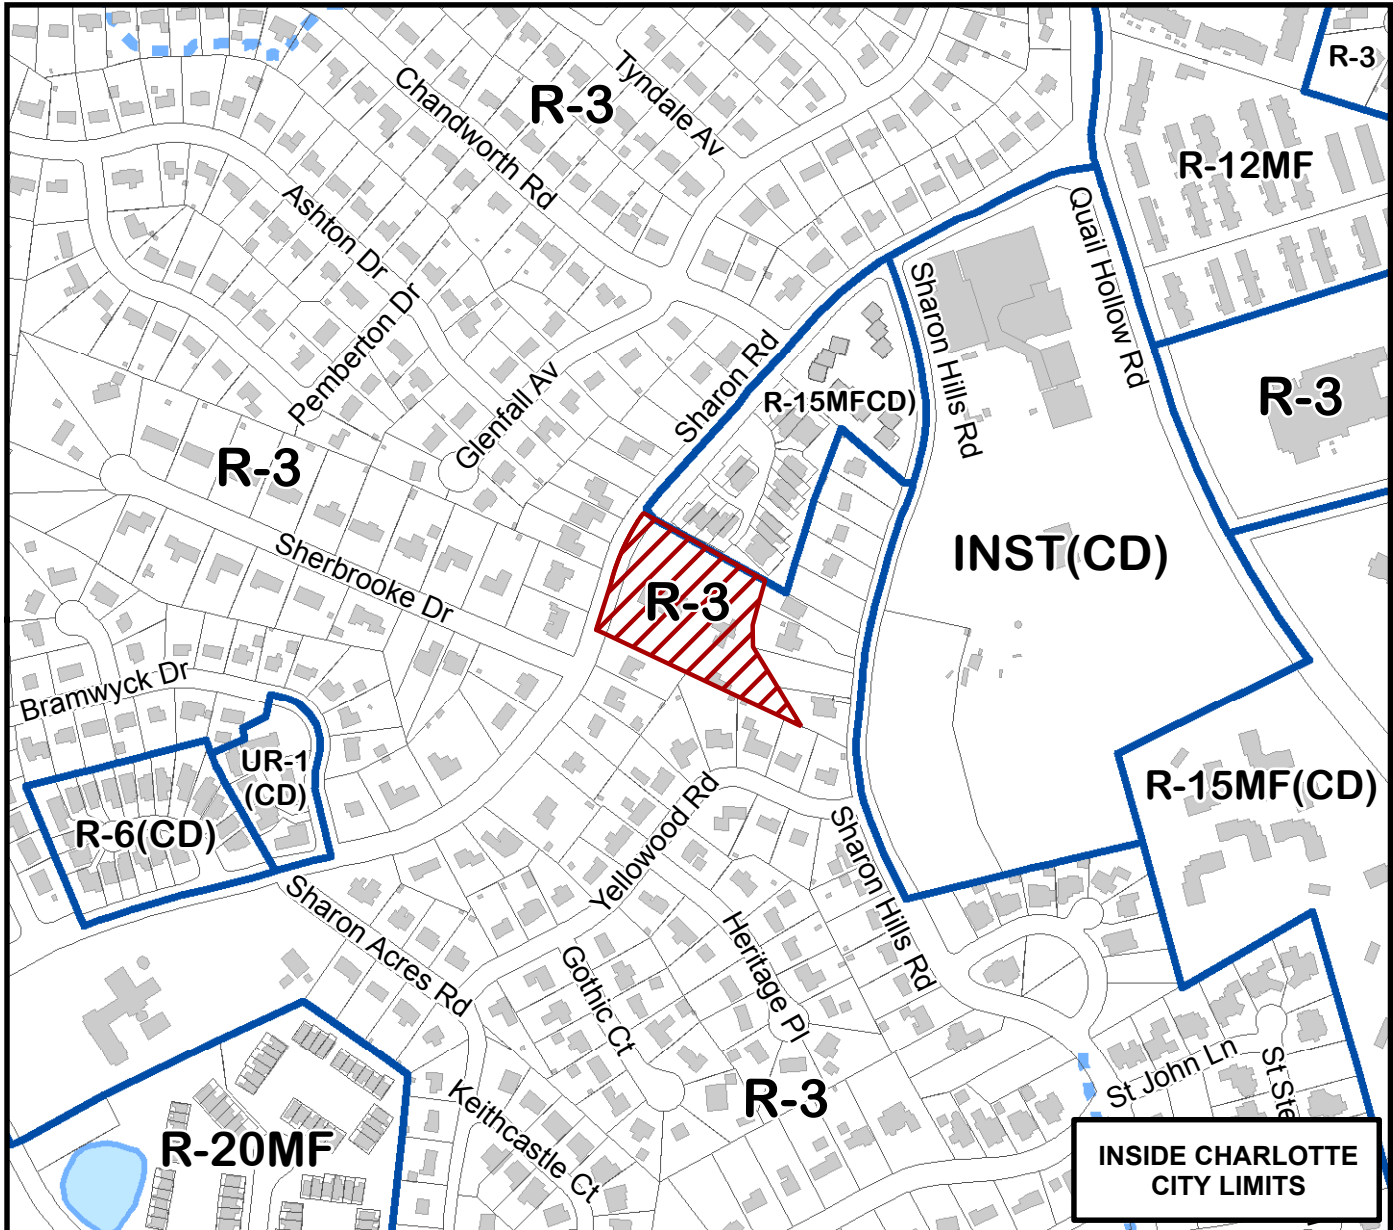 Tyndale Av
R-3
R-3
Chandworth Rd
R-12MF
Ashton Dr
Quail Hollow Rd
Sharon Hills Rd
Pemberton Dr
Sharon Rd
Glenfall Av
R-15MFCD)
R-3
R-3
Sherbrooke Dr
INST(CD)
R-3
Bramwyck Dr
UR-1
(CD)
R-15MF(CD)
R-6(CD)
Yellowood Rd
Sharon Hills Rd
Sharon Acres Rd
Heritage Pl
Gothic Ct
St John Ln
St Ste
Keithcastle Ct
R-3
R-20MF
INSIDE CHARLOTTE
CITY LIMITS